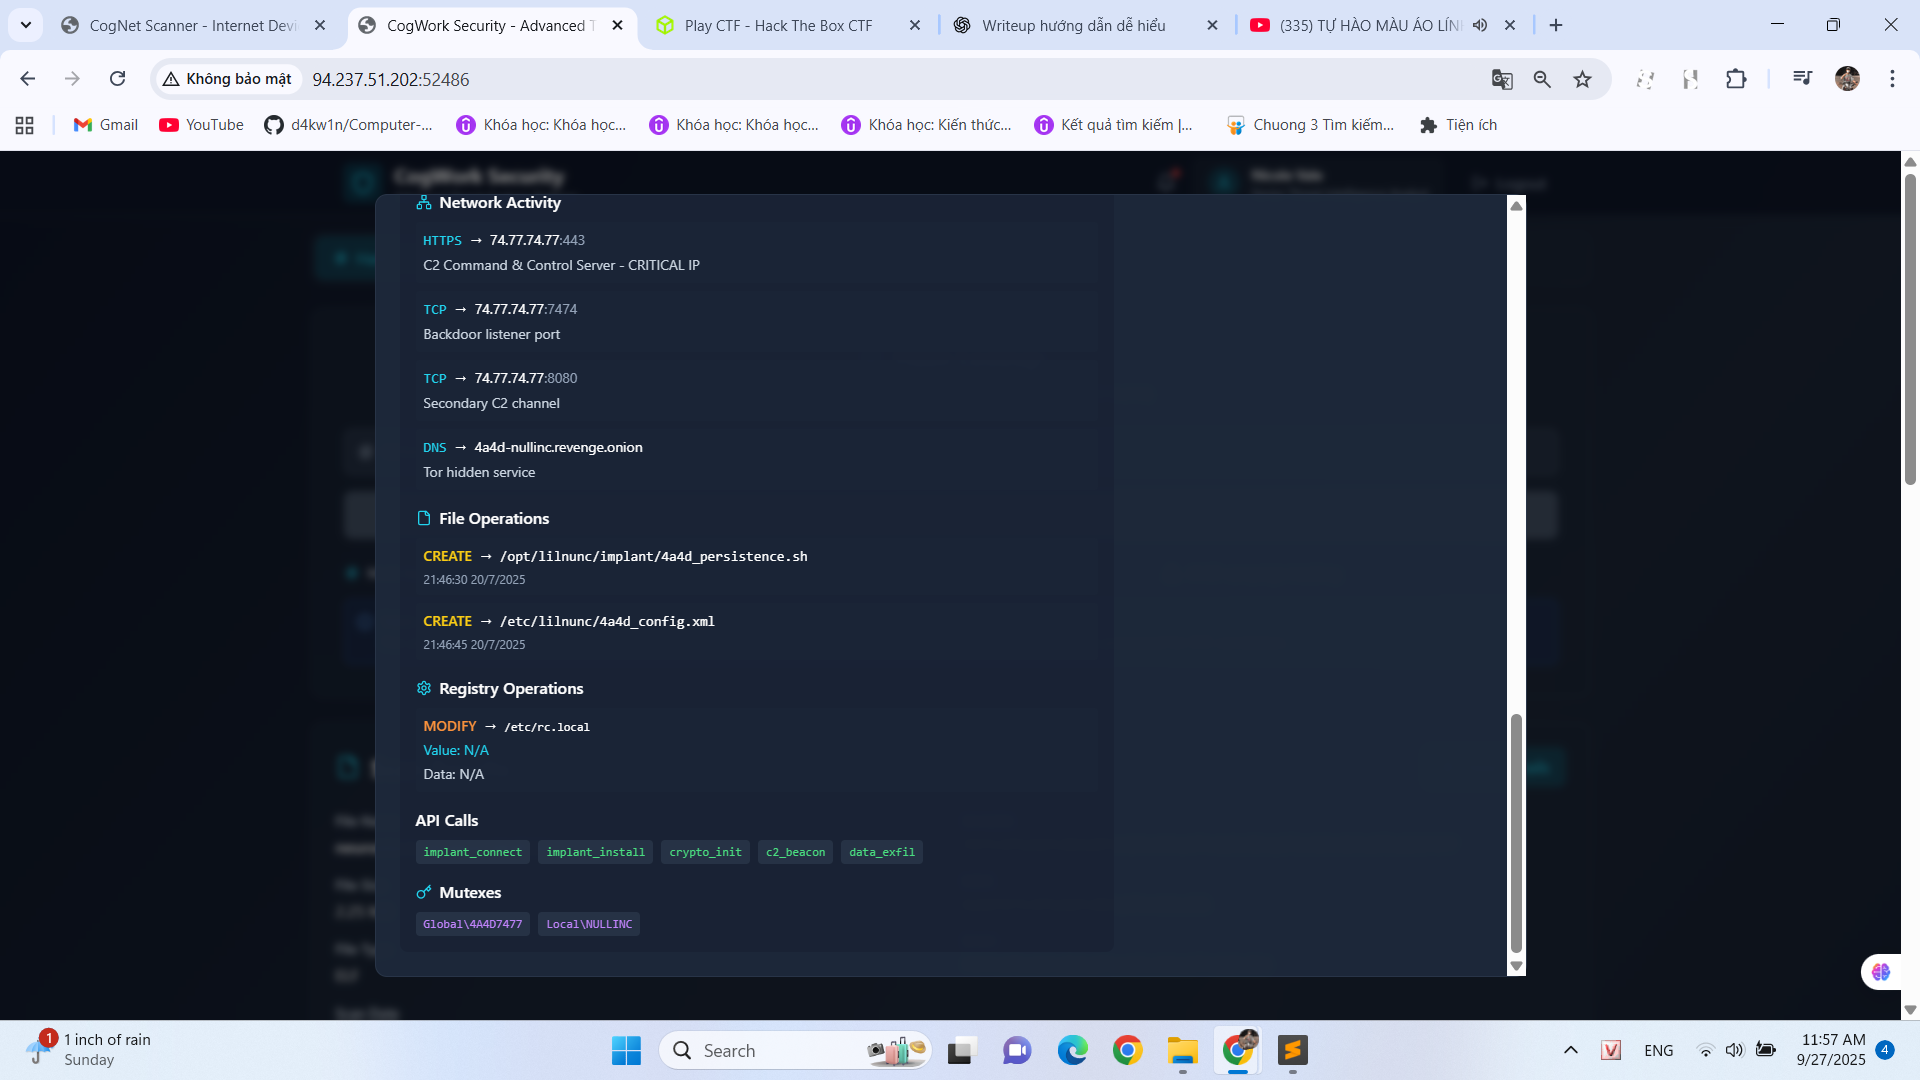 CogNet Scanner - Internet Devi
CogWork Security - Advanced T
Play CTF - Hack The Box CTF
Writeup hướng dẫn dễ hiểu
(335) TỰ HÀO MÀU ÁO LÍN
Không bảo mật
94.237.51.202:52486
Gmail
YouTube
d4kw1n/Computer-...
Khóa học: Khóa học...
Khóa học: Khóa học...
Khóa học: Kiến thức...
Kết quả tìm kiếm |...
Chuong 3 Tìm kiếm...
Tiện ích
CogWork Security
Logout
Network Activity
HTTPS → 74.77.74.77:443
C2 Command & Control Server - CRITICAL IP
TCP → 74.77.74.77:7474
Backdoor listener port
TCP → 74.77.74.77:8080
Secondary C2 channel
DNS → 4a4d-nullinc.revenge.onion
Tor hidden service
File Operations
CREATE → /opt/lilnunc/implant/4a4d_persistence.sh
21:46:30 20/7/2025
CREATE → /etc/lilnunc/4a4d_config.xml
21:46:45 20/7/2025
Registry Operations
MODIFY → /etc/rc.local
Value: N/A
Data: N/A
API Calls
implant_connect implant_install crypto_init c2_beacon data_exfil
Mutexes
Global\4A4D7477 Local\NULLINC
1
1 inch of rain
Sunday
Search
V
ENG
11:57 AM
9/27/2025
4